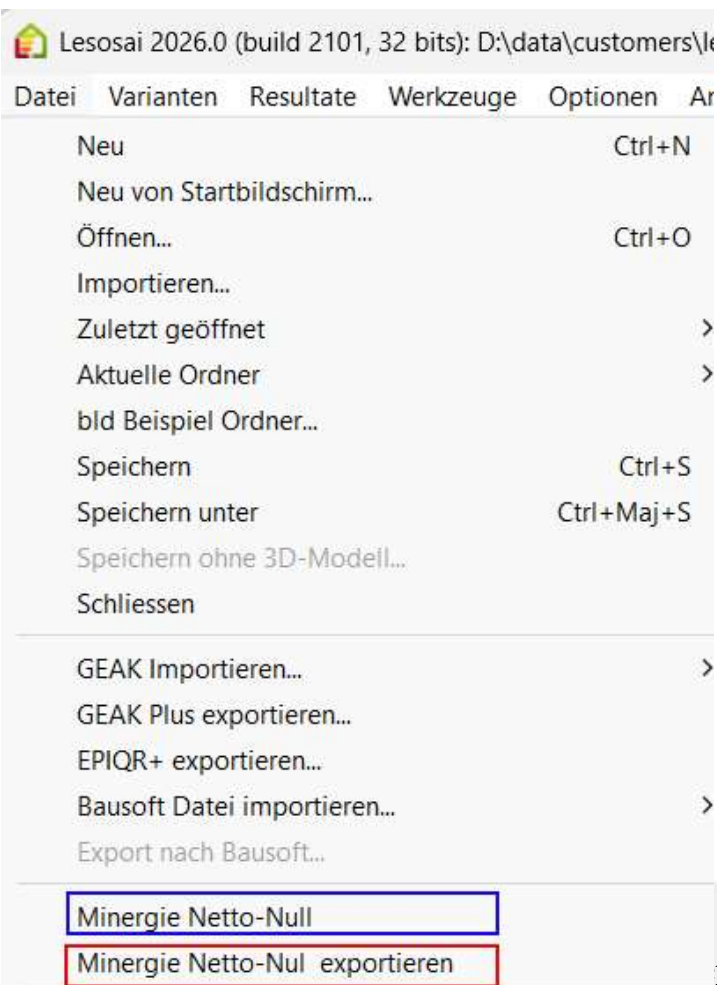 Lesosai 2026.0 (build 2101, 32 bits): D:\data\customers\le
Datei Varianten Resultate Werkzeuge Optionen Ar
Neu Ctrl+N
Neu von Startbildschirm...
Öffnen... Ctrl+O
Importieren...
Zuletzt geöffnet >
Aktuelle Ordner >
bld Beispiel Ordner...
Speichern Ctrl+S
Speichern unter Ctrl+Maj+S
Speichern ohne 3D-Modell...
Schliessen
GEAK Importieren... >
GEAK Plus exportieren...
EPIQR+ exportieren...
Bausoft Datei importieren... >
Export nach Bausoft...
Minergie Netto-Null
Minergie Netto-Nul exportieren